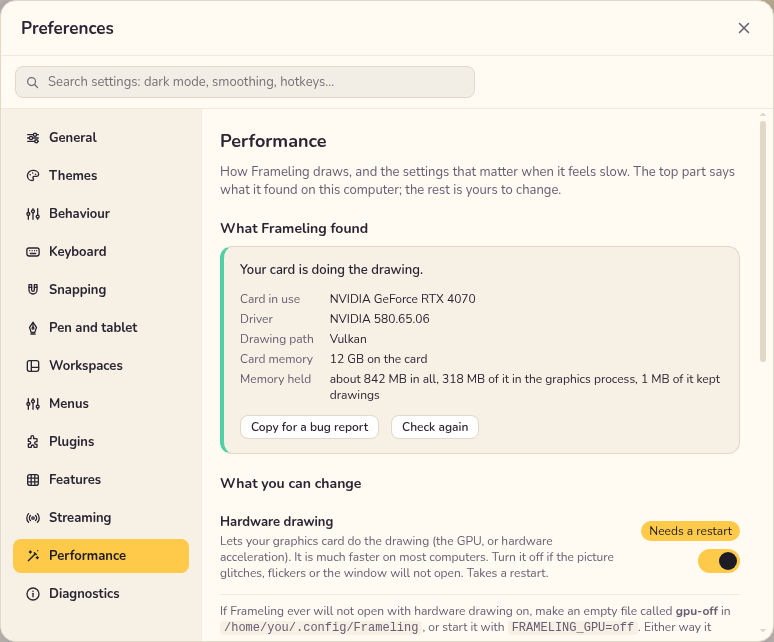 Preferences
Search settings: dark mode, smoothing, hotkeys...
General
Themes
Behaviour
Keyboard
Snapping
Pen and tablet
Workspaces
Menus
Plugins
Features
Streaming
Performance
Diagnostics
Performance
How Frameling draws, and the settings that matter when it feels slow. The top part says
what it found on this computer; the rest is yours to change.
What Frameling found
Your card is doing the drawing.
Card in use NVIDIA GeForce RTX 4070
Driver NVIDIA 580.65.06
Drawing path Vulkan
Card memory 12 GB on the card
Memory held about 842 MB in all, 318 MB of it in the graphics process, 1 MB of it kept
drawings
Copy for a bug report Check again
What you can change
Hardware drawing
Needs a restart
Lets your graphics card do the drawing (the GPU, or hardware
acceleration). It is much faster on most computers. Turn it off if the picture
glitches, flickers or the window will not open. Takes a restart.
If Frameling ever will not open with hardware drawing on, make an empty file called gpu-off in
/home/you/.config/Frameling, or start it with FRAMELING_GPU=off. Either way it